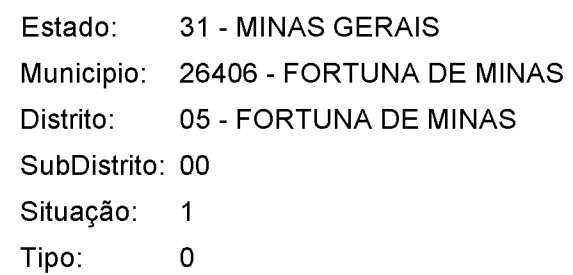 Estado: 31 - MINAS GERAIS
Municipio: 26406 - FORTUNA DE MINAS
Distrito: 05 - FORTUNA DE MINAS
SubDistrito: 00
Situação: 1
Tipo: 0